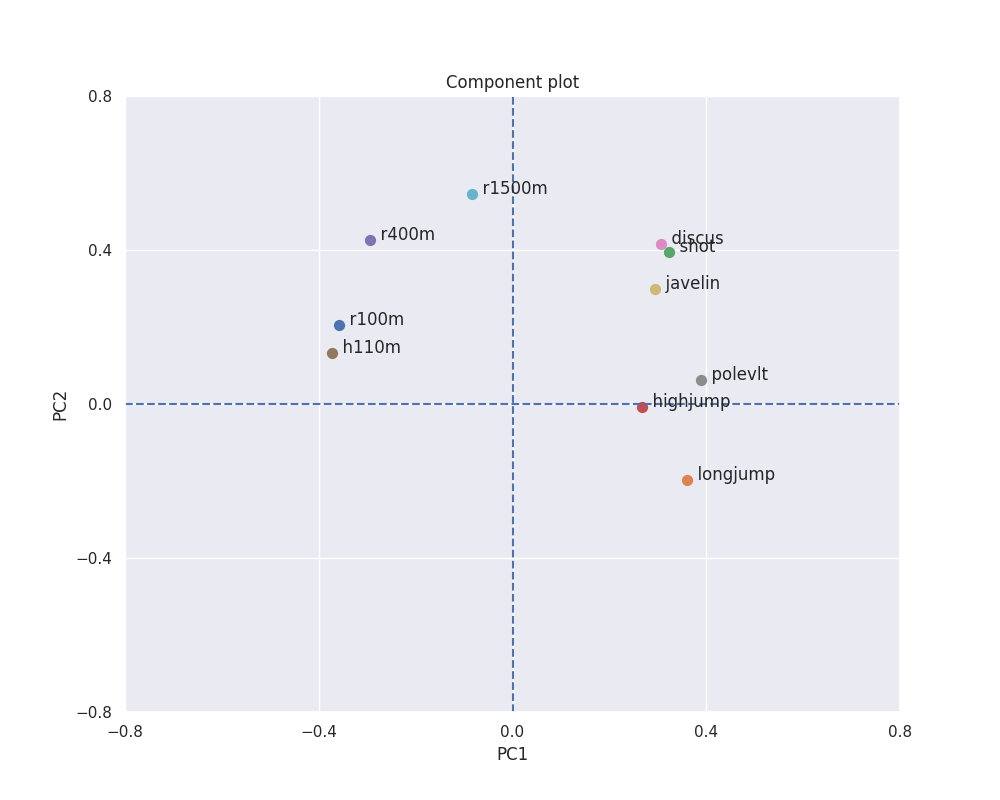 Component plot
0.8
r1500m
r400m
discus
shot
0.4
javelin
r100m
h110m
polevlt
highjump
0.0
PC2
longjump
−0.4
−0.8
−0.8 −0.4 0.0 0.4 0.8
PC1